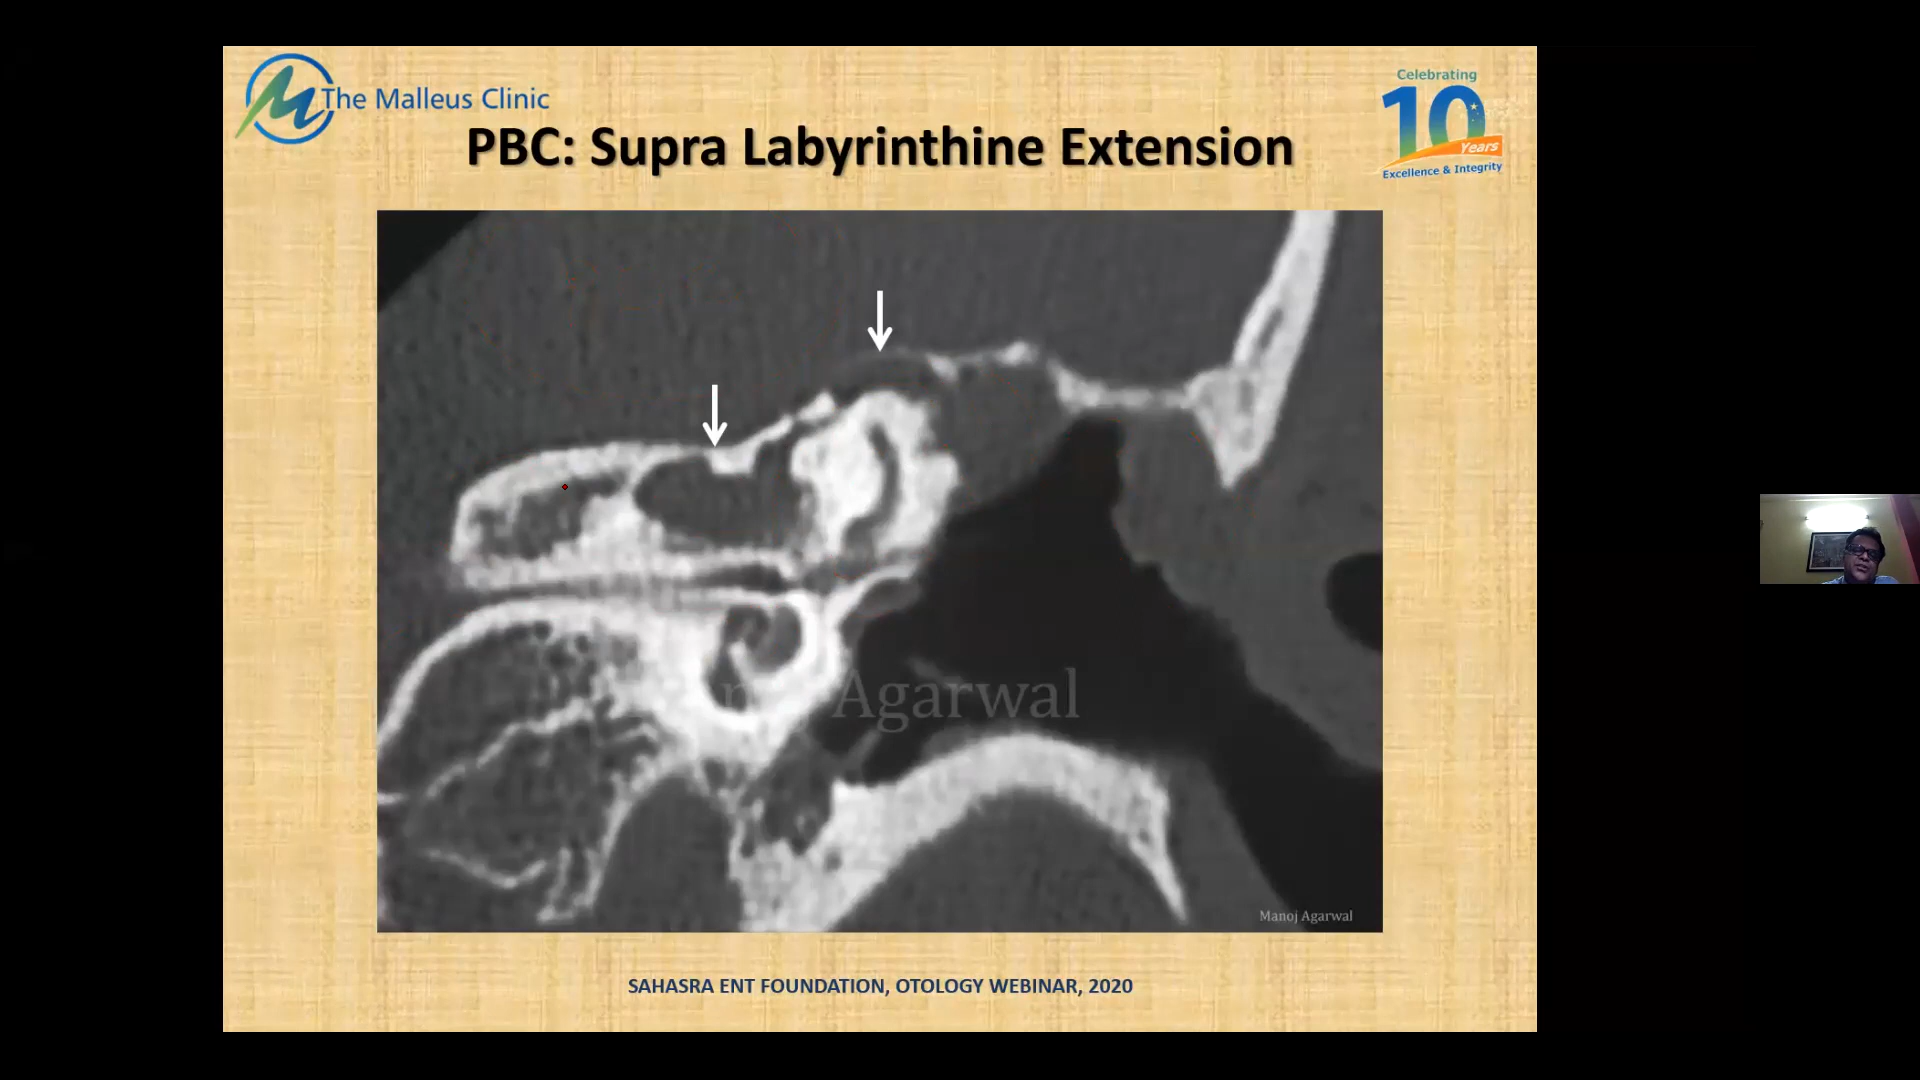 The Malleus Clinic
Celebrating
10
Years
Excellence & Integrity
PBC: Supra Labyrinthine Extension
Agarwal
Manoj Agarwal
SAHASRA ENT FOUNDATION, OTOLOGY WEBINAR, 2020